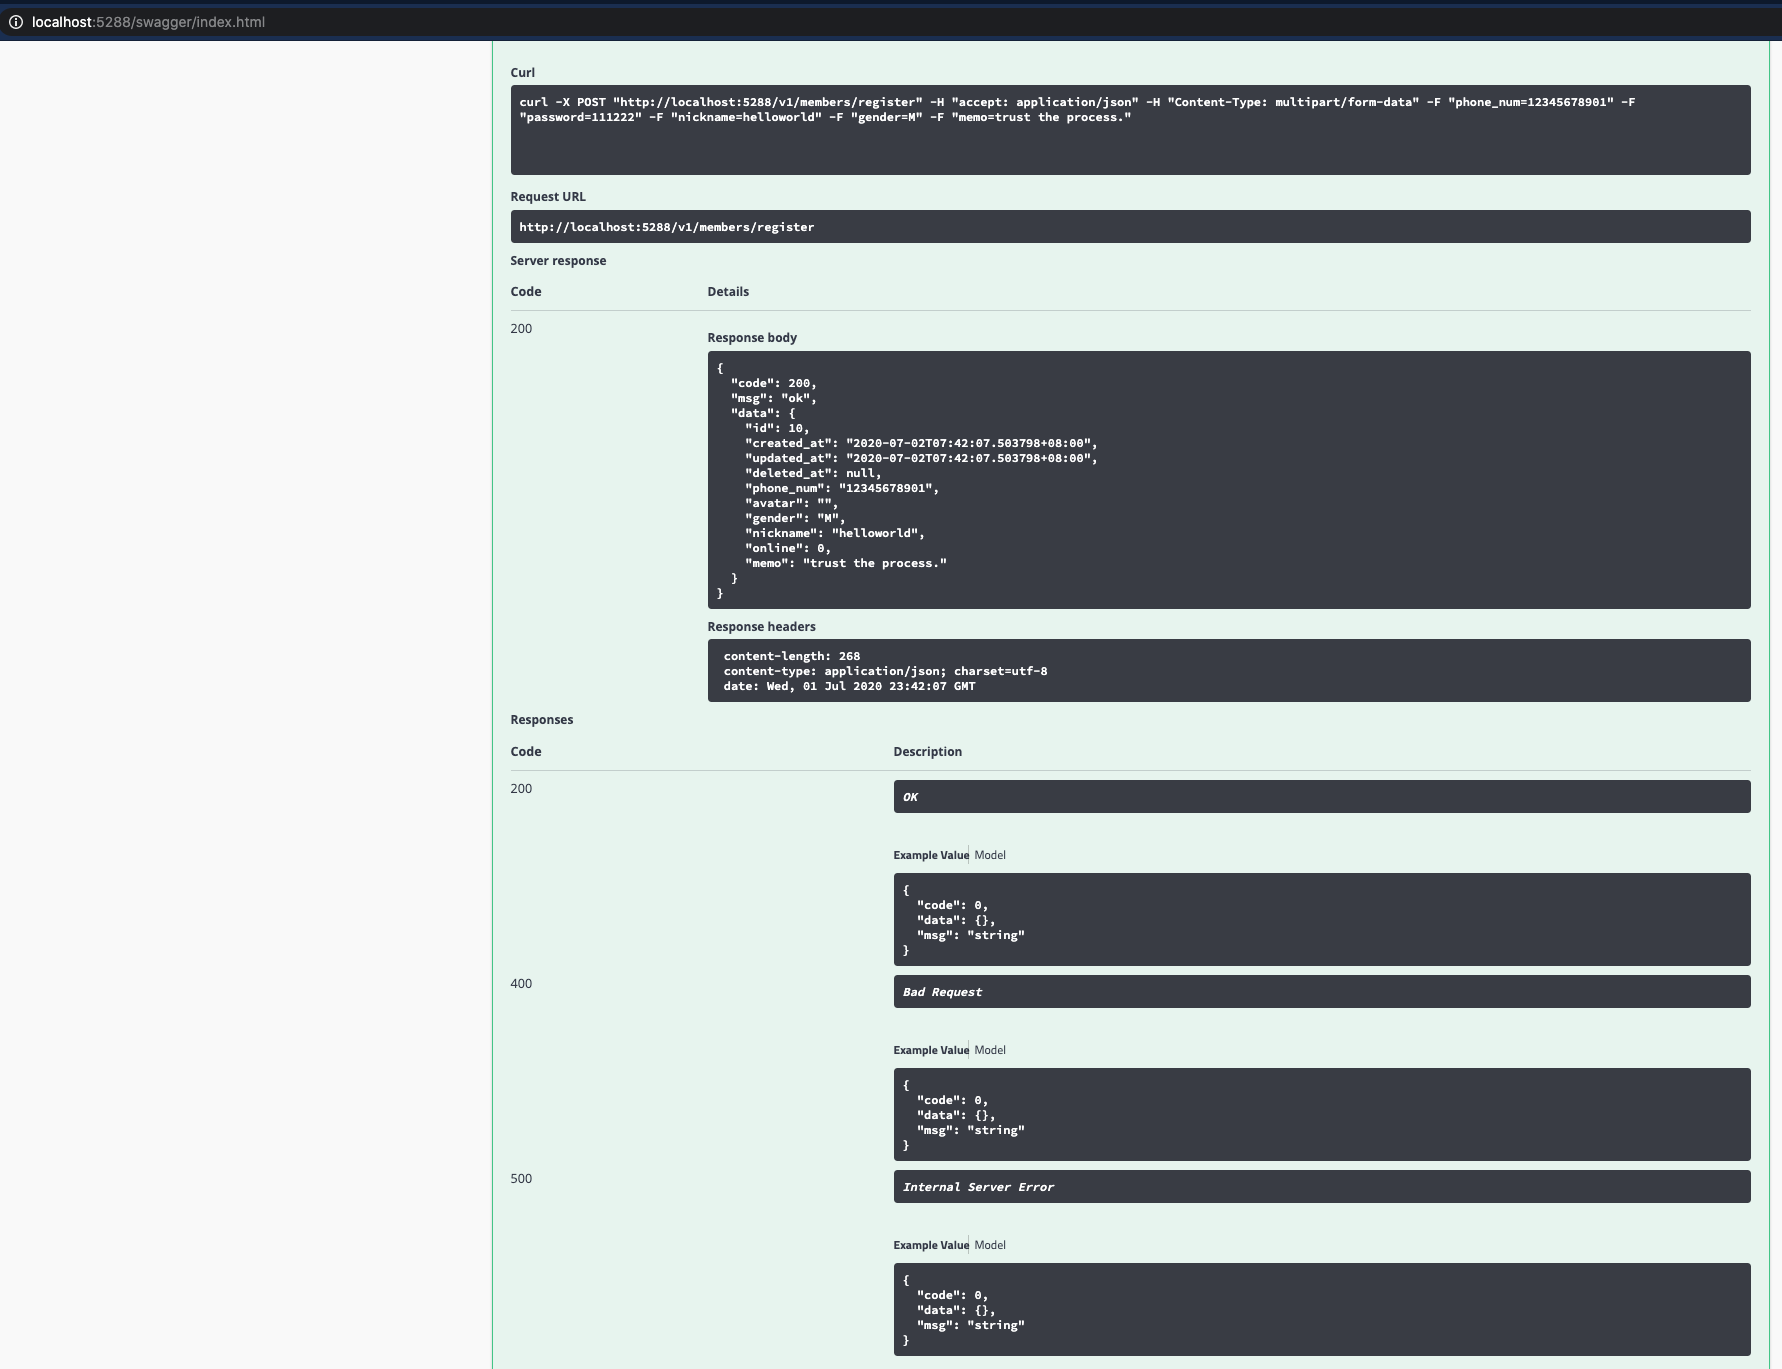 localhost:5288/swagger/index.html
Curl
curl -X POST "http://localhost:5288/v1/members/register" -H "accept: application/json" -H "Content-Type: multipart/form-data" -F "phone_num=12345678901" -F
"password=111222" -F "nickname=helloworld" -F "gender=M" -F "memo=trust the process."
Request URL
http://localhost:5288/v1/members/register
Server response
Code Details
200
Response body
{
  "code": 200,
  "msg": "ok",
  "data": {
    "id": 10,
    "created_at": "2020-07-02T07:42:07.503798+08:00",
    "updated_at": "2020-07-02T07:42:07.503798+08:00",
    "deleted_at": null,
    "phone_num": "12345678901",
    "avatar": "",
    "gender": "M",
    "nickname": "helloworld",
    "online": 0,
    "memo": "trust the process."
  }
}
Response headers
content-length: 268
content-type: application/json; charset=utf-8
date: Wed, 01 Jul 2020 23:42:07 GMT
Responses
Code Description
200
OK
Example Value Model
{
  "code": 0,
  "data": {},
  "msg": "string"
}
400
Bad Request
Example Value Model
{
  "code": 0,
  "data": {},
  "msg": "string"
}
500
Internal Server Error
Example Value Model
{
  "code": 0,
  "data": {},
  "msg": "string"
}